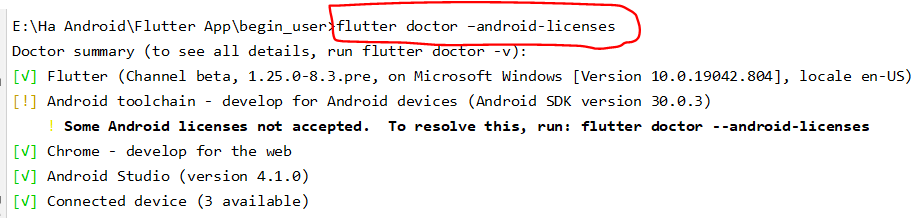 E:\Ha Android\Flutter App\begin_user>flutter doctor –android-licenses
Doctor summary (to see all details, run flutter doctor -v):
[√] Flutter (Channel beta, 1.25.0-8.3.pre, on Microsoft Windows [Version 10.0.19042.804], locale en-US)
[!] Android toolchain - develop for Android devices (Android SDK version 30.0.3)
! Some Android licenses not accepted.  To resolve this, run: flutter doctor --android-licenses
[√] Chrome - develop for the web
[√] Android Studio (version 4.1.0)
[√] Connected device (3 available)